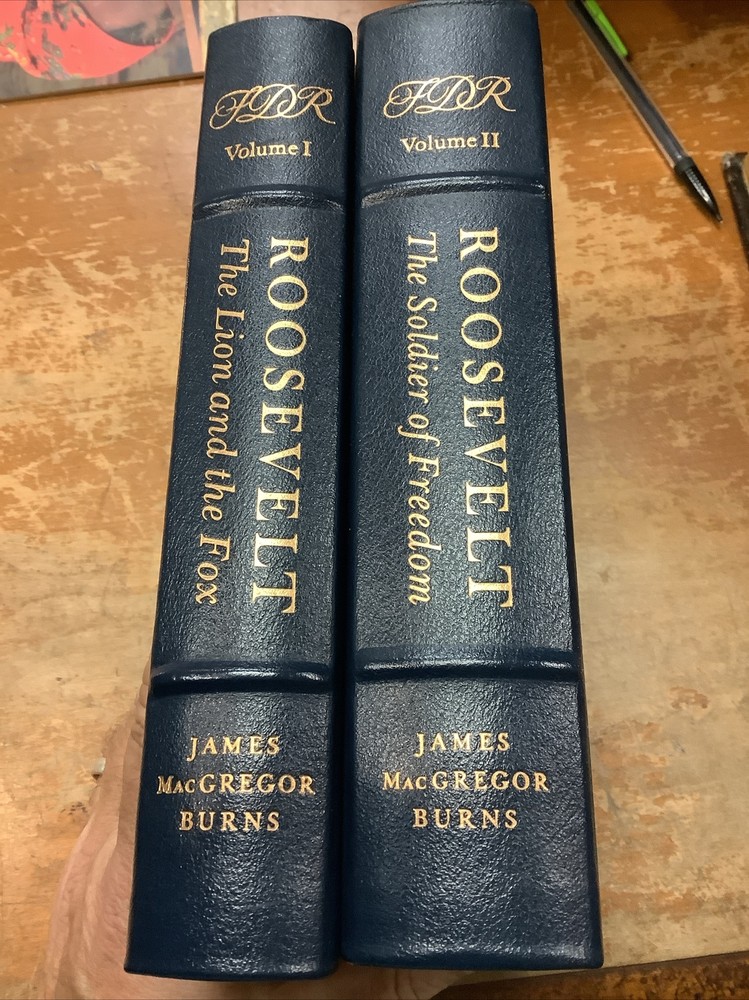 FDR
Volume I
ROOSEVELT
The Lion and the Fox
JAMES
MacGREGOR
BURNS
FDR
Volume II
ROOSEVELT
The Soldier of Freedom
JAMES
MacGREGOR
BURNS